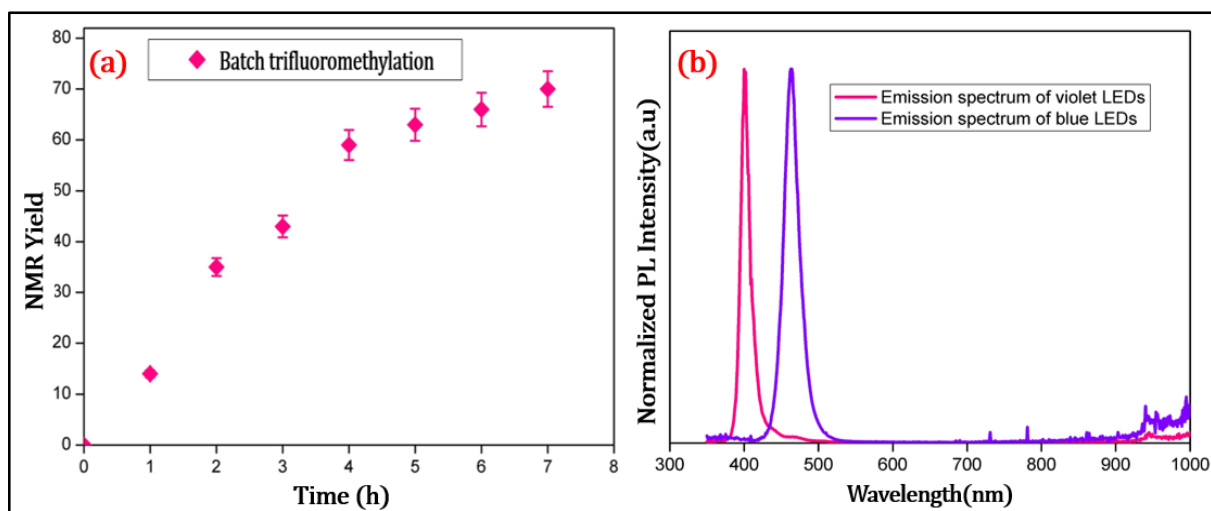 (a)
Batch trifluoromethylation
80
70
60
50
40
30
20
10
0
NMR Yield
0 1 2 3 4 5 6 7 8
Time (h)
(b)
Emission spectrum of violet LEDs
Emission spectrum of blue LEDs
Normalized PL Intensity(a.u)
300 400 500 600 700 800 900 1000
Wavelength(nm)